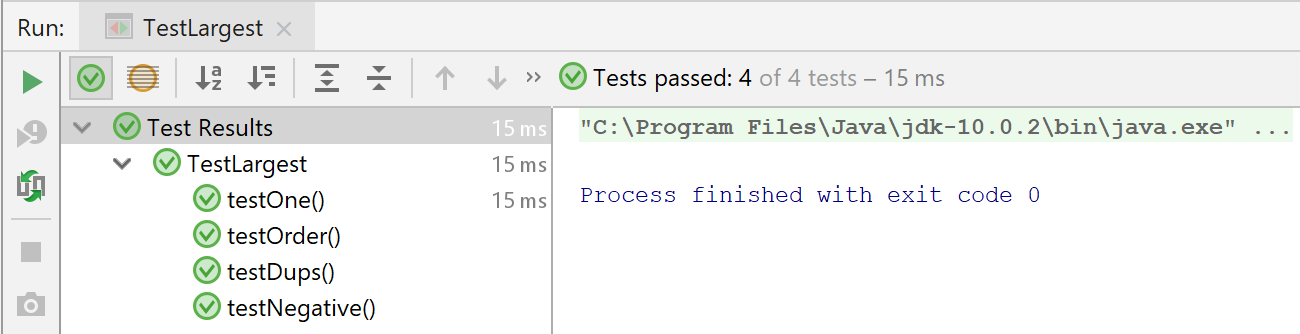 Run: TestLargest
Tests passed: 4 of 4 tests – 15 ms
Test Results 15 ms
TestLargest 15 ms
testOne() 15 ms
testOrder()
testDups()
testNegative()
"C:\Program Files\Java\jdk-10.0.2\bin\java.exe" ...
Process finished with exit code 0